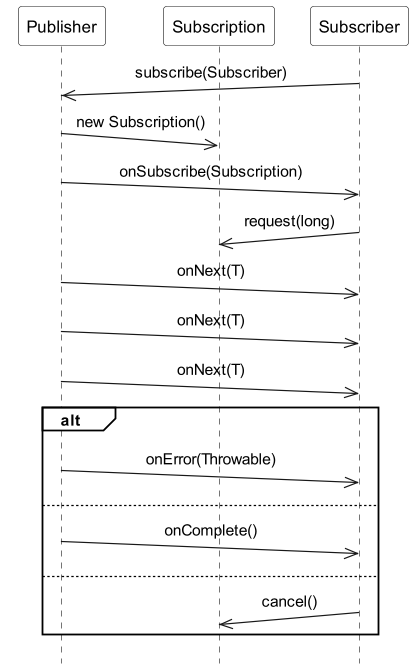 Publisher
Subscription
Subscriber
subscribe(Subscriber)
new Subscription()
onSubscribe(Subscription)
request(long)
onNext(T)
onNext(T)
onNext(T)
alt
onError(Throwable)
onComplete()
cancel()